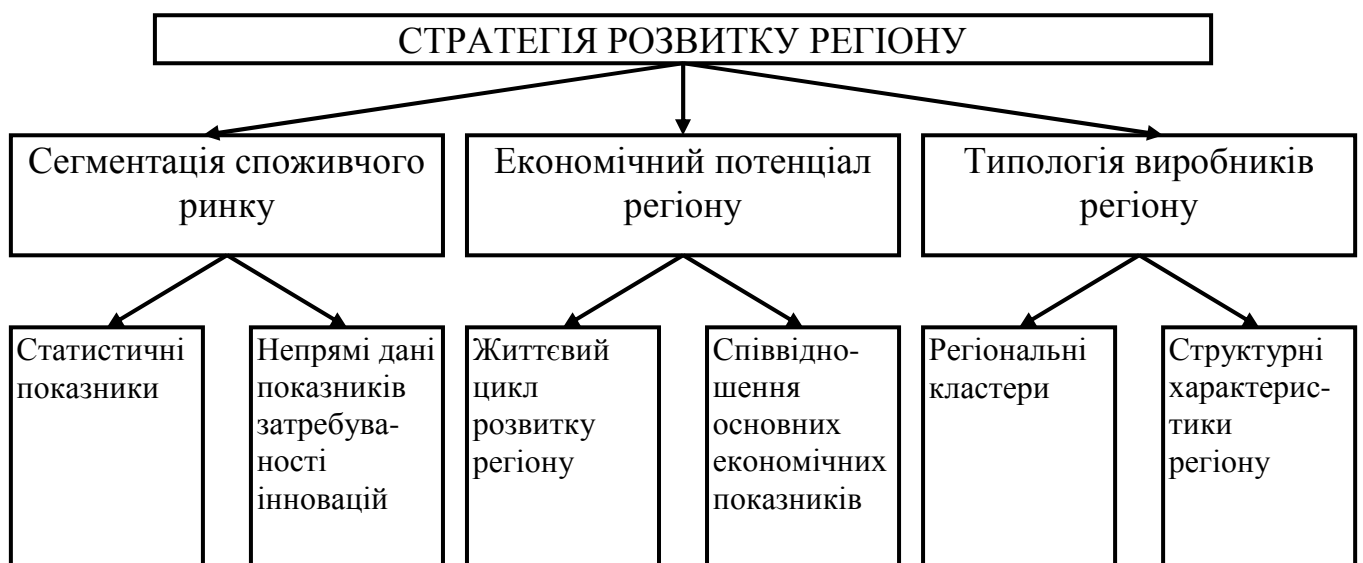 СТРАТЕГІЯ РОЗВИТКУ РЕГІОНУ
Сегментація споживчого
ринку
Економічний потенціал
регіону
Типологія виробників
регіону
Статистичні
показники
Непрямі дані
показників
затребува-
ності
інновацій
Життєвий
цикл
розвитку
регіону
Співвідно-
шення
основних
економічних
показників
Регіональні
кластери
Структурні
характерис-
тики
регіону